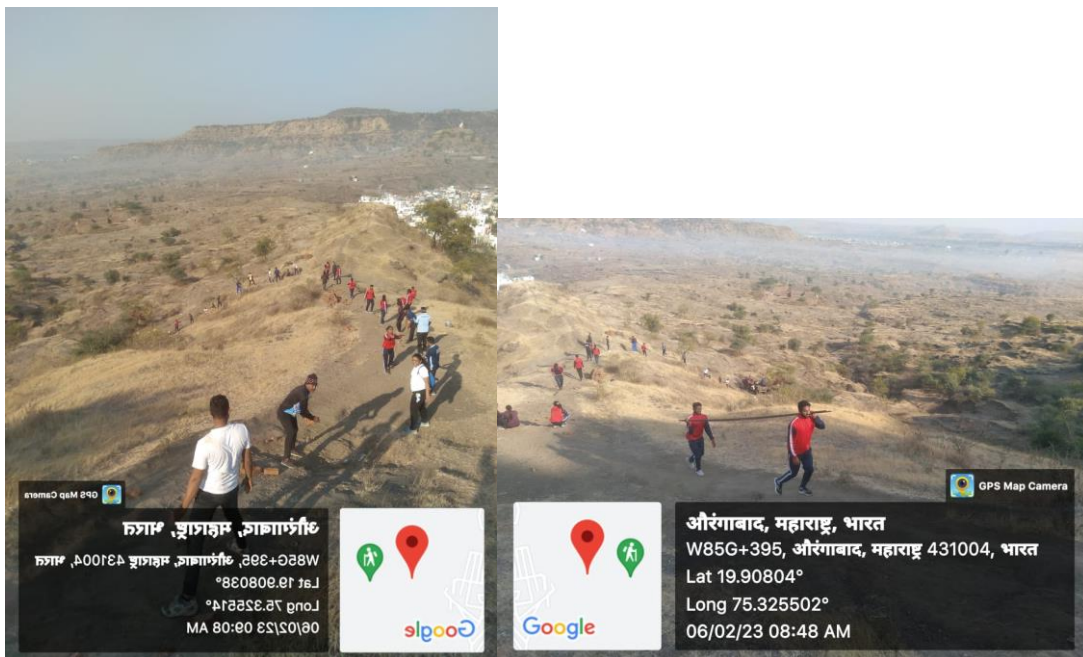 GPS Map Camera
औरंगाबाद, महाराष्ट्र, भारत
W85G+395, औरंगाबाद, महाराष्ट्र 431004, भारत
Lat 19.908038°
Long 75.325514°
06/02/23 09:08 AM
Google
GPS Map Camera
औरंगाबाद, महाराष्ट्र, भारत
W85G+395, औरंगाबाद, महाराष्ट्र 431004, भारत
Lat 19.90804°
Long 75.325502°
06/02/23 08:48 AM
Google